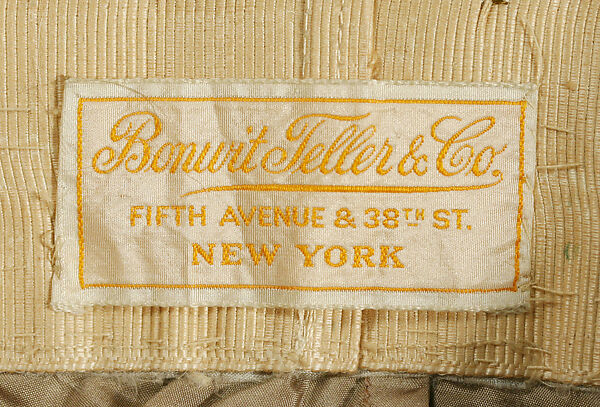 Bonwit Teller & Co.
FIFTH AVENUE & 38TH ST.
NEW YORK